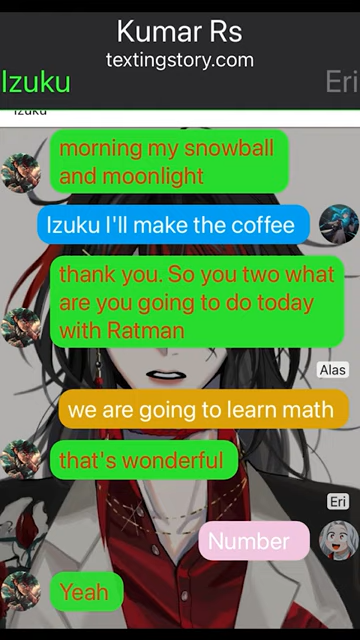 Kumar Rs
textingstory.com
Izuku
Eri
Izuku
morning my snowball
and moonlight
Izuku I'll make the coffee
thank you. So you two what
are you going to do today
with Ratman
Alas
we are going to learn math
that's wonderful
Eri
Number
Yeah